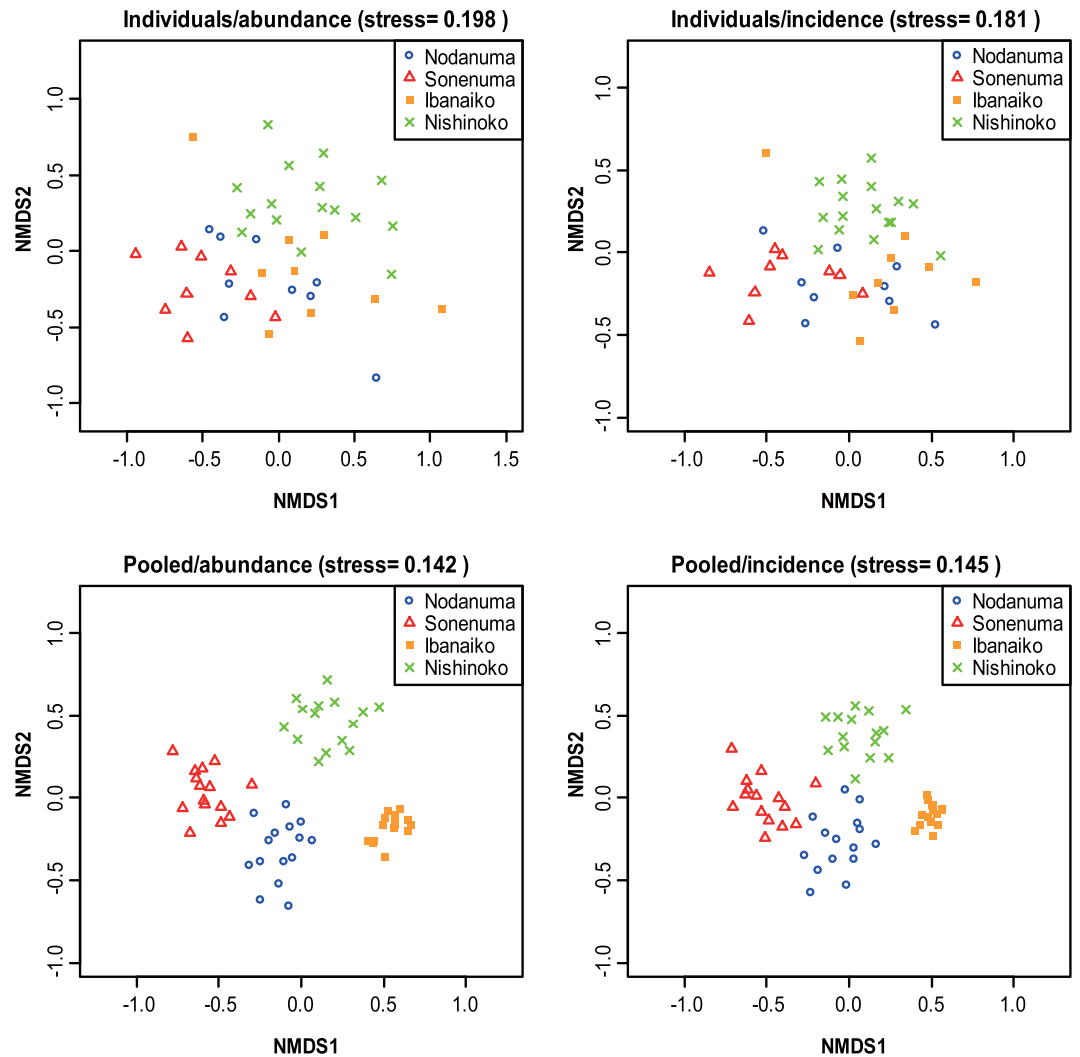 Individuals/abundance (stress= 0.198 )
Nodanuma
Sonenuma
Ibanaiko
Nishinoko
NMDS2
1.0
0.5
0.0
-0.5
-1.0
-1.0 -0.5 0.0 0.5 1.0 1.5
NMDS1
Individuals/incidence (stress= 0.181 )
Nodanuma
Sonenuma
Ibanaiko
Nishinoko
NMDS2
1.0
0.5
0.0
-0.5
-1.0
-1.0 -0.5 0.0 0.5 1.0
NMDS1
Pooled/abundance (stress= 0.142 )
Nodanuma
Sonenuma
Ibanaiko
Nishinoko
NMDS2
1.0
0.5
0.0
-0.5
-1.0
-1.0 -0.5 0.0 0.5 1.0
NMDS1
Pooled/incidence (stress= 0.145 )
Nodanuma
Sonenuma
Ibanaiko
Nishinoko
NMDS2
1.0
0.5
0.0
-0.5
-1.0
-1.0 -0.5 0.0 0.5 1.0
NMDS1